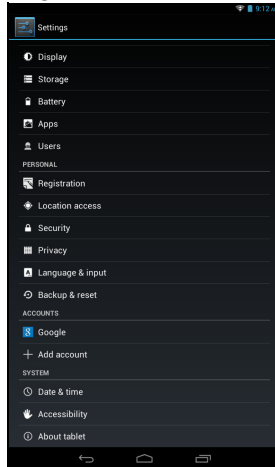 9:12
Settings
Display
Storage
Battery
Apps
Users
PERSONAL
Registration
Location access
Security
Privacy
Language & input
Backup & reset
ACCOUNTS
Google
Add account
SYSTEM
Date & time
Accessibility
About tablet